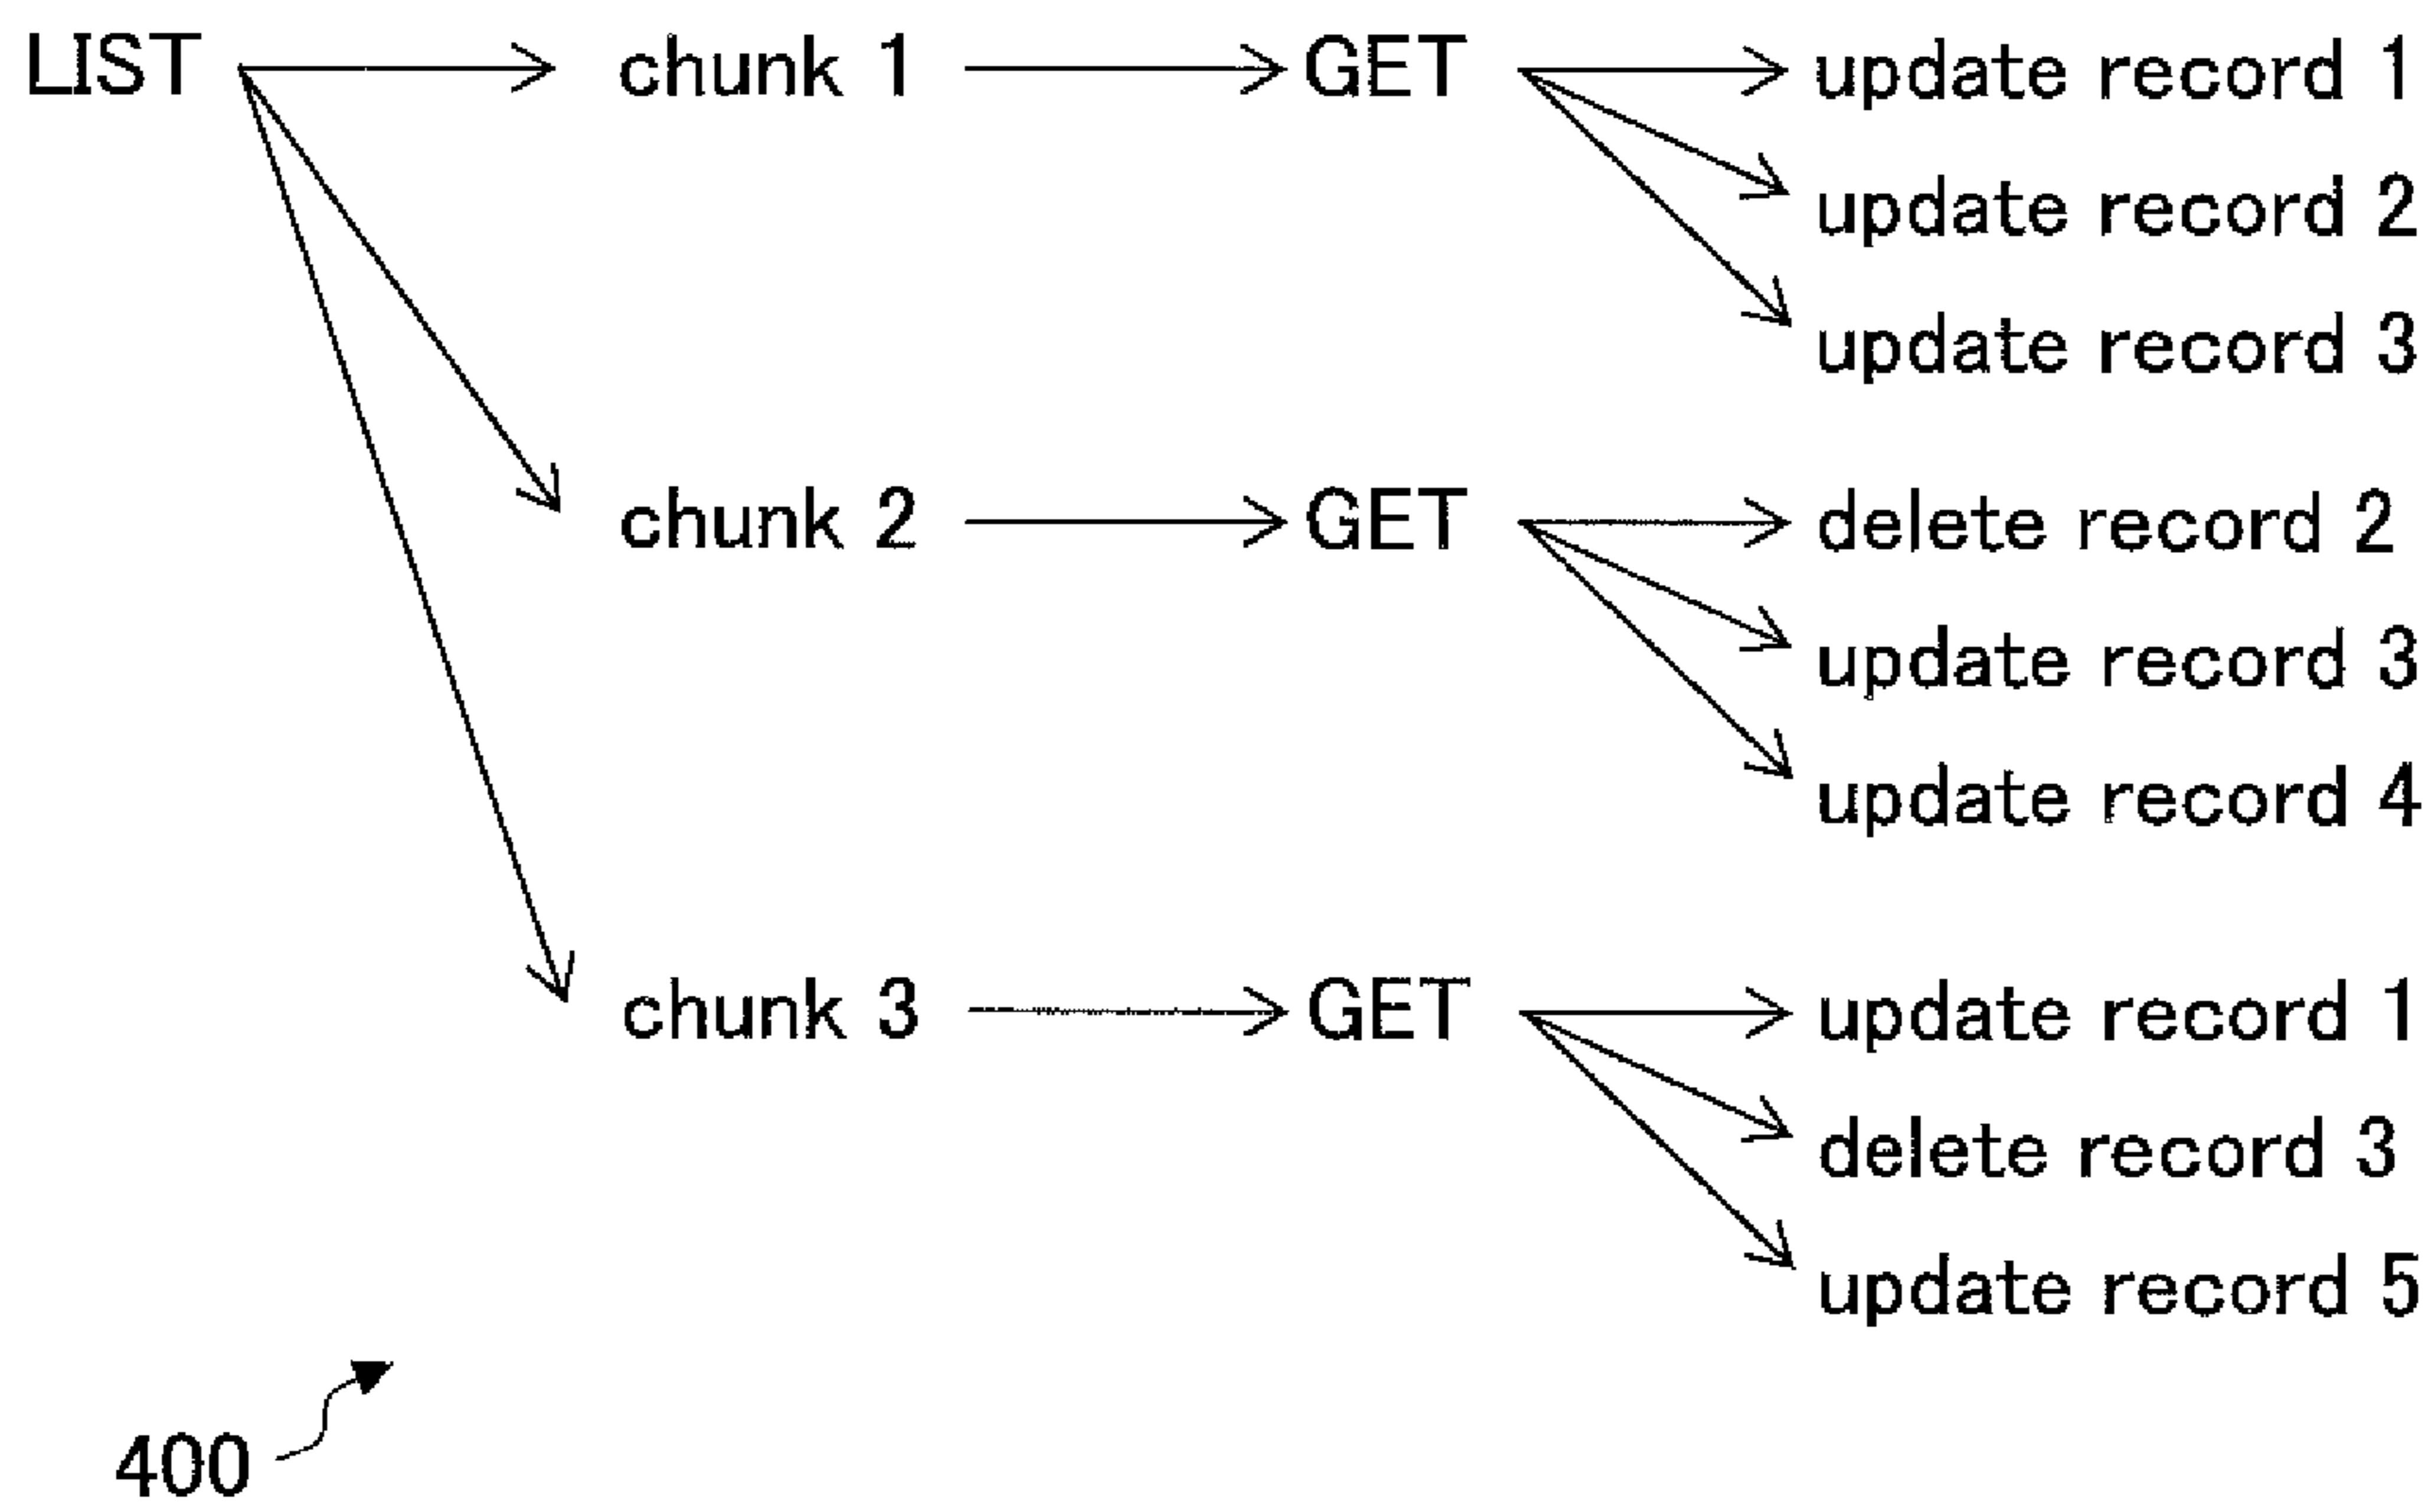 LIST chunk 1 GET update record 1
update record 2
update record 3
chunk 2 GET delete record 2
update record 3
update record 4
chunk 3 GET update record 1
delete record 3
update record 5
400